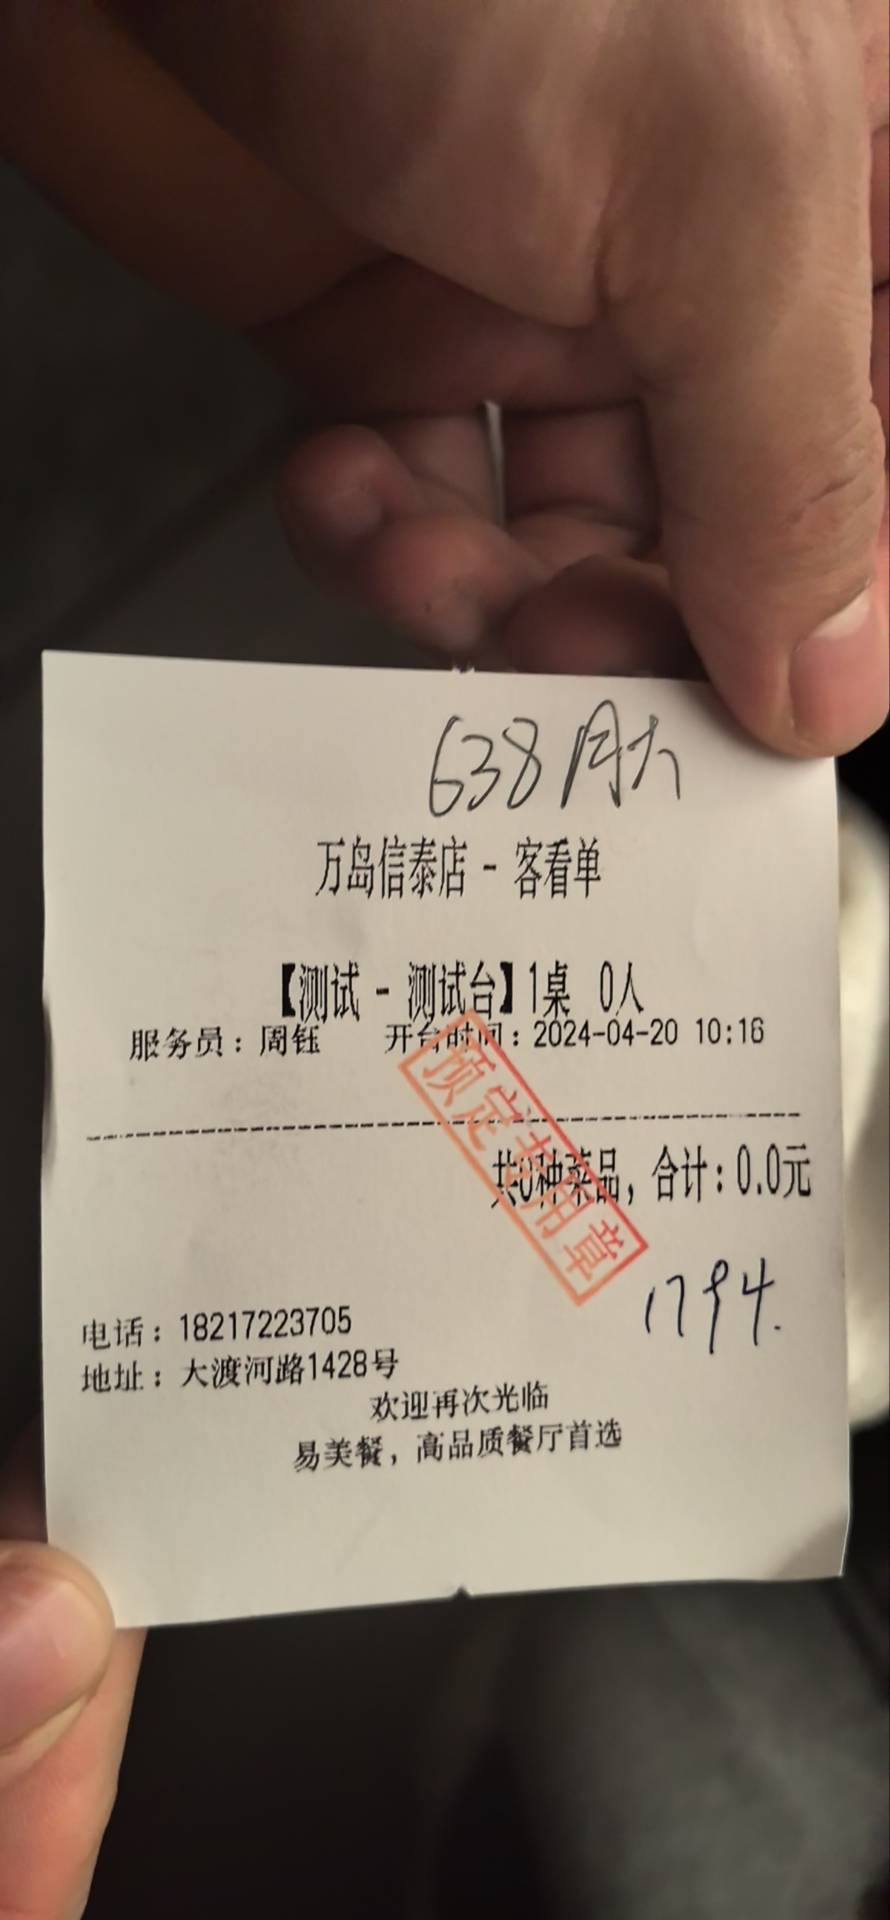 638
万岛信泰店 - 客看单
【测试 - 测试台】1桌 0人
服务员：周钰 开台时间：2024-04-20 10:16
预定专用章
共0种菜品，合计：0.0元
1794.
电话：18217223705
地址：大渡河路1428号
欢迎再次光临
易美餐，高品质餐厅首选